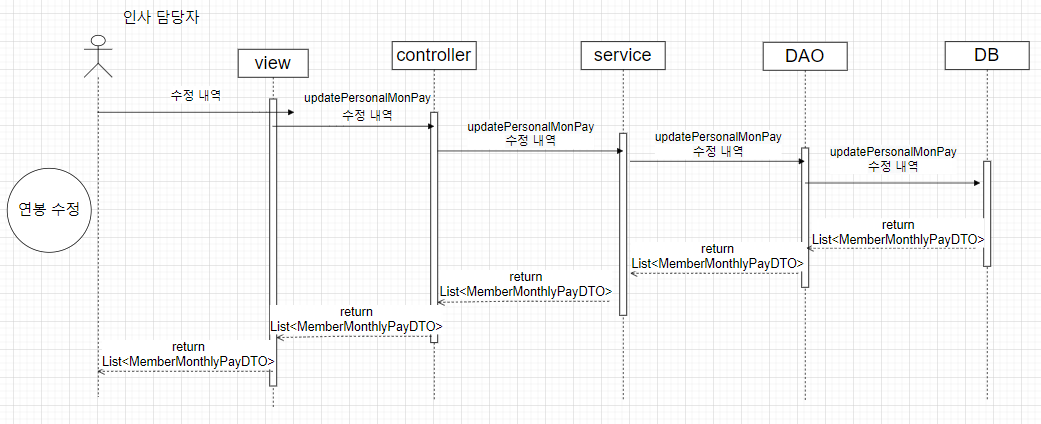 인사 담당자
view
controller
service
DAO
DB
수정 내역
updatePersonalMonPay
수정 내역
updatePersonalMonPay
수정 내역
updatePersonalMonPay
수정 내역
updatePersonalMonPay
수정 내역
연봉 수정
return
List<MemberMonthlyPayDTO>
return
List<MemberMonthlyPayDTO>
return
List<MemberMonthlyPayDTO>
return
List<MemberMonthlyPayDTO>
return
List<MemberMonthlyPayDTO>